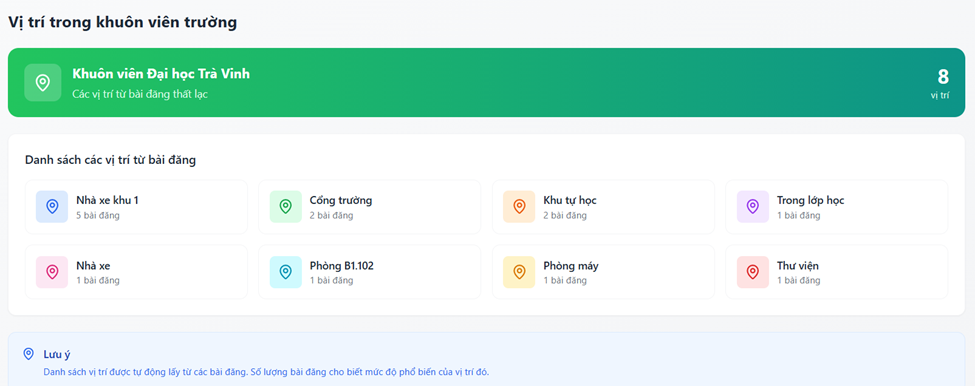 Vị trí trong khuôn viên trường
Khuôn viên Đại học Trà Vinh
Các vị trí từ bài đăng thất lạc
8
vị trí
Danh sách các vị trí từ bài đăng
Nhà xe khu 1
5 bài đăng
Cổng trường
2 bài đăng
Khu tự học
2 bài đăng
Trong lớp học
1 bài đăng
Nhà xe
1 bài đăng
Phòng B1.102
1 bài đăng
Phòng máy
1 bài đăng
Thư viện
1 bài đăng
Lưu ý
Danh sách vị trí được tự động lấy từ các bài đăng. Số lượng bài đăng cho biết mức độ phổ biến của vị trí đó.